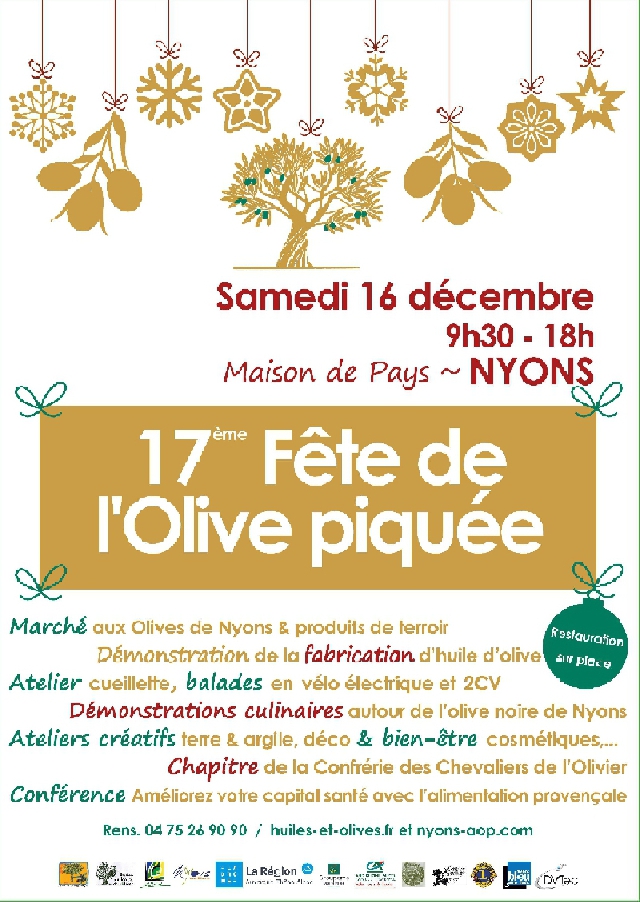 Samedi 16 décembre
9h30 - 18h
Maison de Pays ~ NYONS
17ème Fête de
l'Olive piquée
Restauration
sur place
Marché aux Olives de Nyons & produits de terroir
Démonstration de la fabrication d'huile d'olive
Atelier cueillette, balades en vélo électrique et 2CV
Démonstrations culinaires autour de l'olive noire de Nyons
Ateliers créatifs terre & argile, déco & bien-être cosmétiques,...
Chapitre de la Confrérie des Chevaliers de l'Olivier
Conférence Améliorez votre capital santé avec l'alimentation provençale
Rens. 04 75 26 90 90 / huiles-et-olives.fr et nyons-aop.com
La Région
bleu